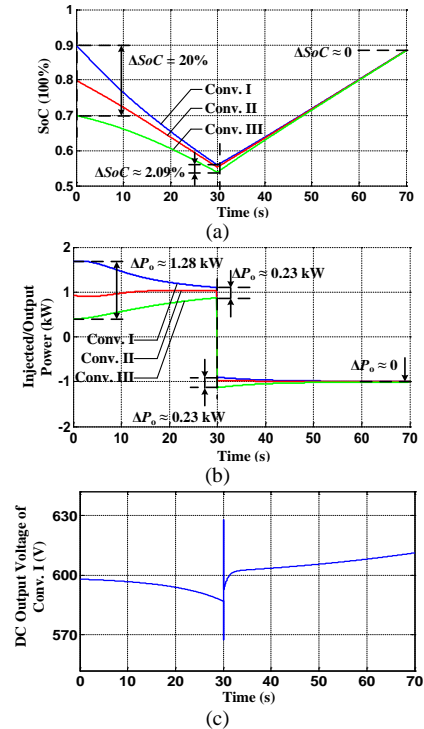 1
0.9
0.8
0.7
0.6
0.5
SoC (100%)
ΔSoC = 20%
ΔSoC ≈ 0
Conv. I
Conv. II
Conv. III
ΔSoC ≈ 2.09%
0 10 20 30 40 50 60 70
Time (s)
(a)
2
1
0
-1
-2
Injected/Output
Power (kW)
ΔPo ≈ 1.28 kW
ΔPo ≈ 0.23 kW
Conv. I
Conv. II
Conv. III
ΔPo ≈ 0
ΔPo ≈ 0.23 kW
0 10 20 30 40 50 60 70
Time (s)
(b)
630
600
570
DC Output Voltage of
Conv. I (V)
0 10 20 30 40 50 60 70
Time (s)
(c)